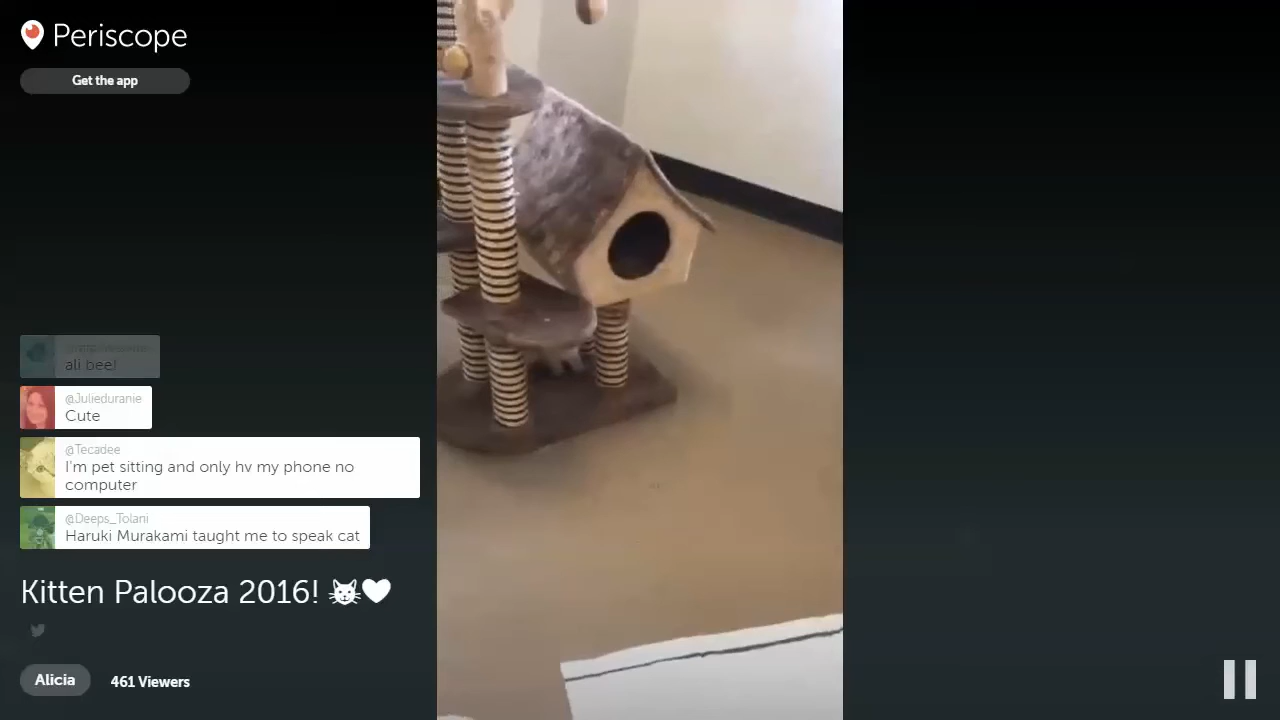 Periscope
Get the app
ali bee!
@Julieduranie
Cute
@Tecadee
I'm pet sitting and only hv my phone no
computer
@Deeps_Tolani
Haruki Murakami taught me to speak cat
Kitten Palooza 2016! 🐱❤
Alicia
461 Viewers